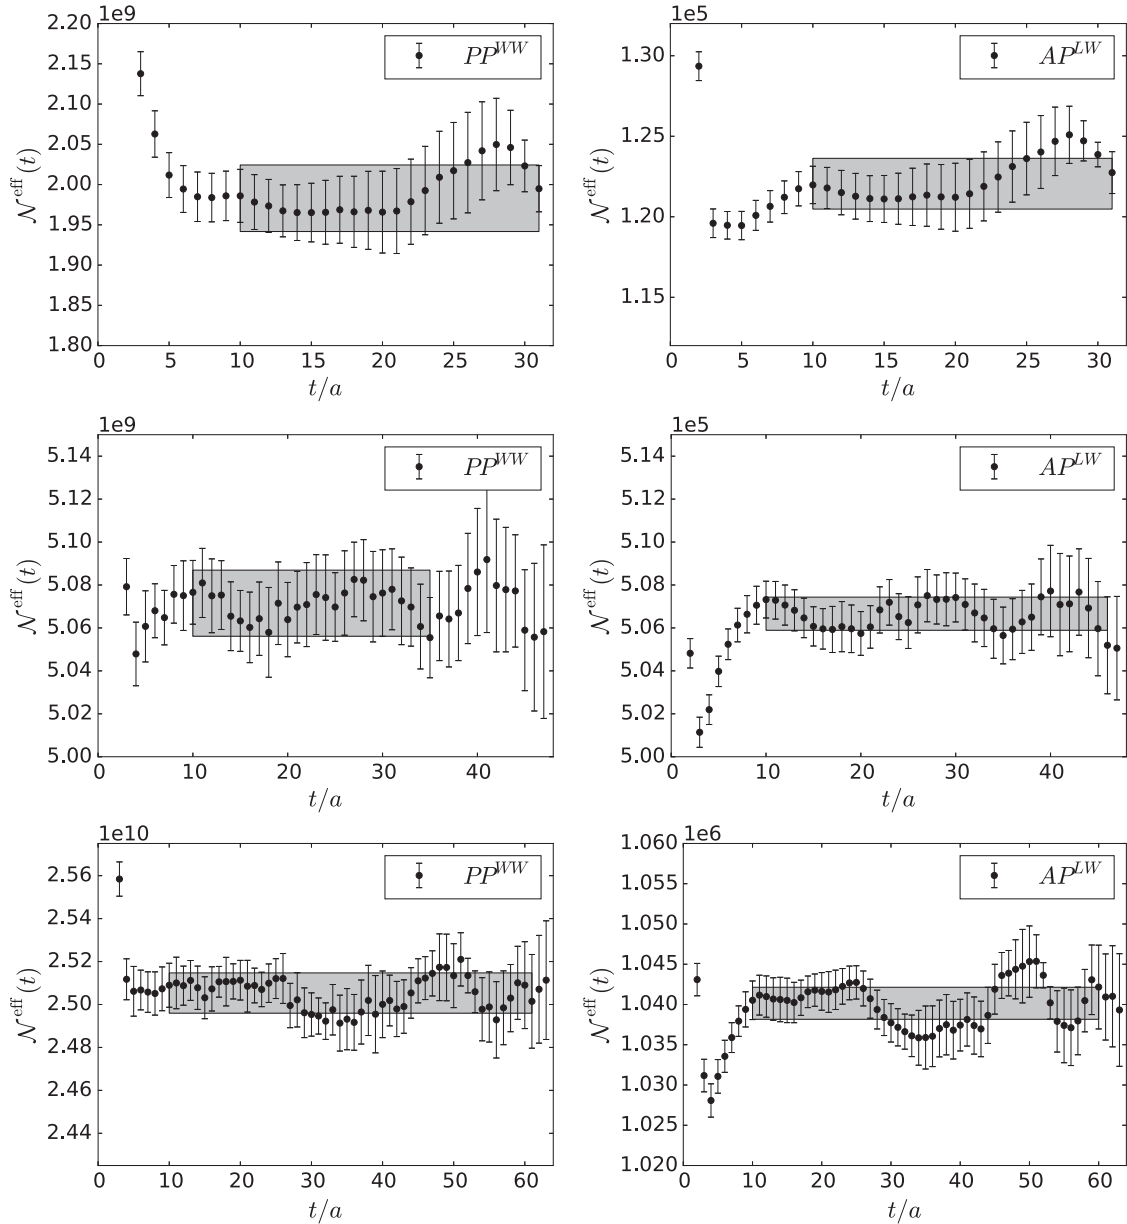 1e9
2.20
2.15
2.10
2.05
2.00
1.95
1.90
1.85
1.80
𝒩^eff(t)
PP^WW
0 5 10 15 20 25 30
t/a
1e5
1.30
1.25
1.20
1.15
𝒩^eff(t)
AP^LW
0 5 10 15 20 25 30
t/a
1e9
5.14
5.12
5.10
5.08
5.06
5.04
5.02
5.00
𝒩^eff(t)
PP^WW
0 10 20 30 40
t/a
1e5
5.14
5.12
5.10
5.08
5.06
5.04
5.02
5.00
𝒩^eff(t)
AP^LW
0 10 20 30 40
t/a
1e10
2.56
2.54
2.52
2.50
2.48
2.46
2.44
𝒩^eff(t)
PP^WW
0 10 20 30 40 50 60
t/a
1e6
1.060
1.055
1.050
1.045
1.040
1.035
1.030
1.025
1.020
𝒩^eff(t)
AP^LW
0 10 20 30 40 50 60
t/a